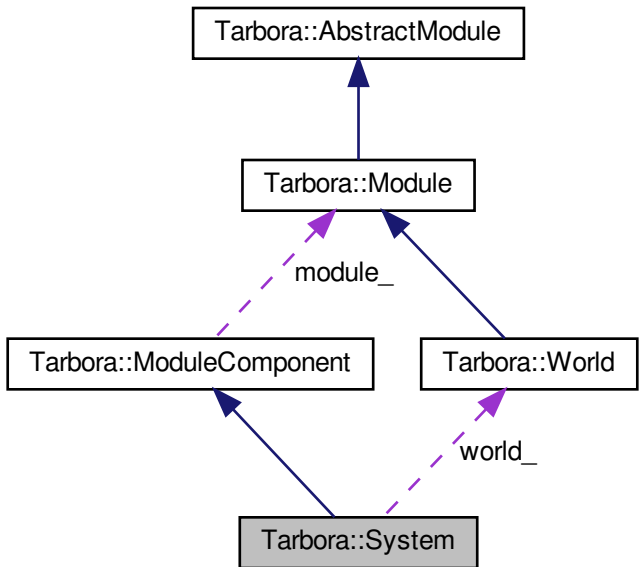 Tarbora::AbstractModule
Tarbora::Module
module_
Tarbora::ModuleComponent
Tarbora::World
world_
Tarbora::System